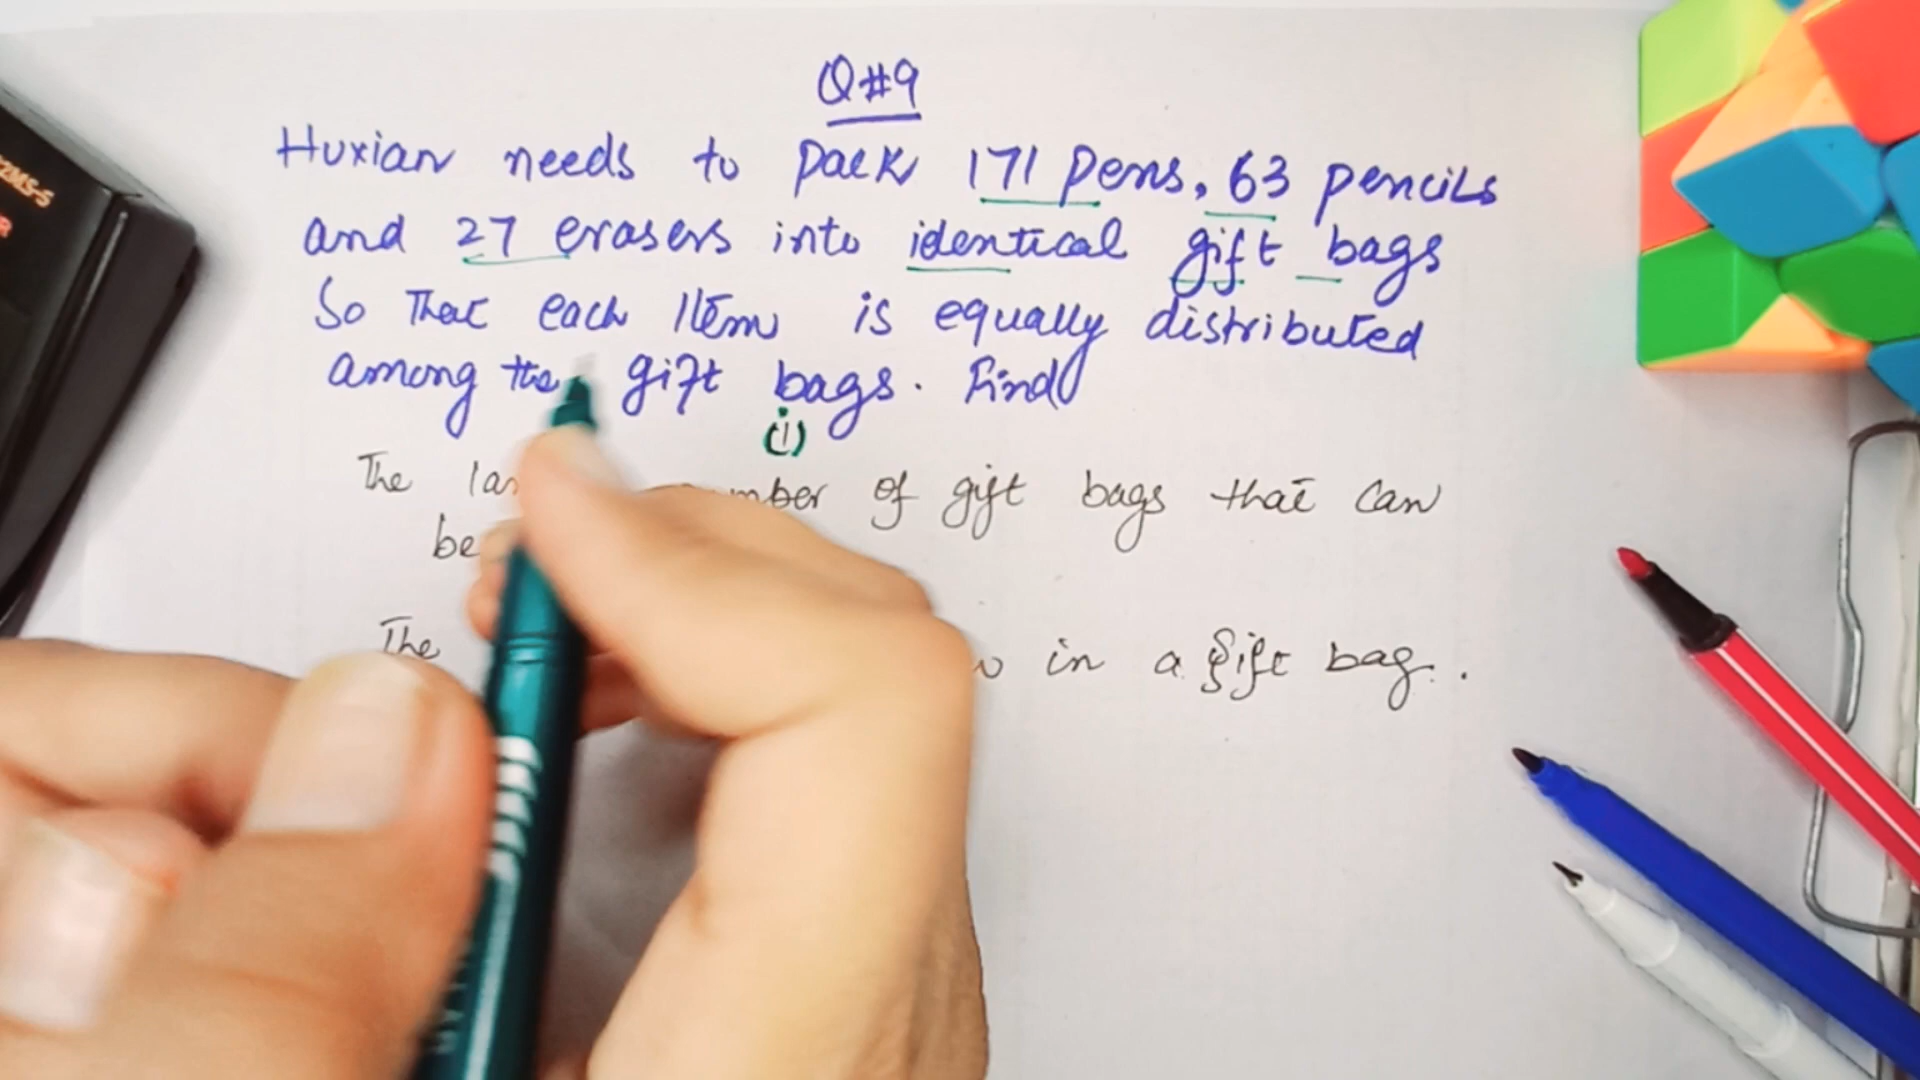 Q#9
Huxian needs to pack 171 pens, 63 pencils
and 27 erasers into identical gift bags
So that each Item is equally distributed
among the gift bags. Find
(i)
The of gift bags that can
be
The in a gift bag.